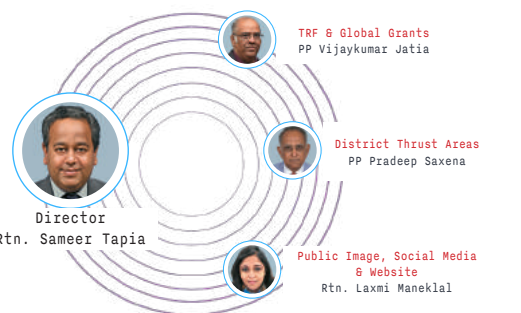 TRF & Global Grants
PP Vijaykumar Jatia
District Thrust Areas
PP Pradeep Saxena
Director
Rtn. Sameer Tapia
Public Image, Social Media
& Website
Rtn. Laxmi Maneklal